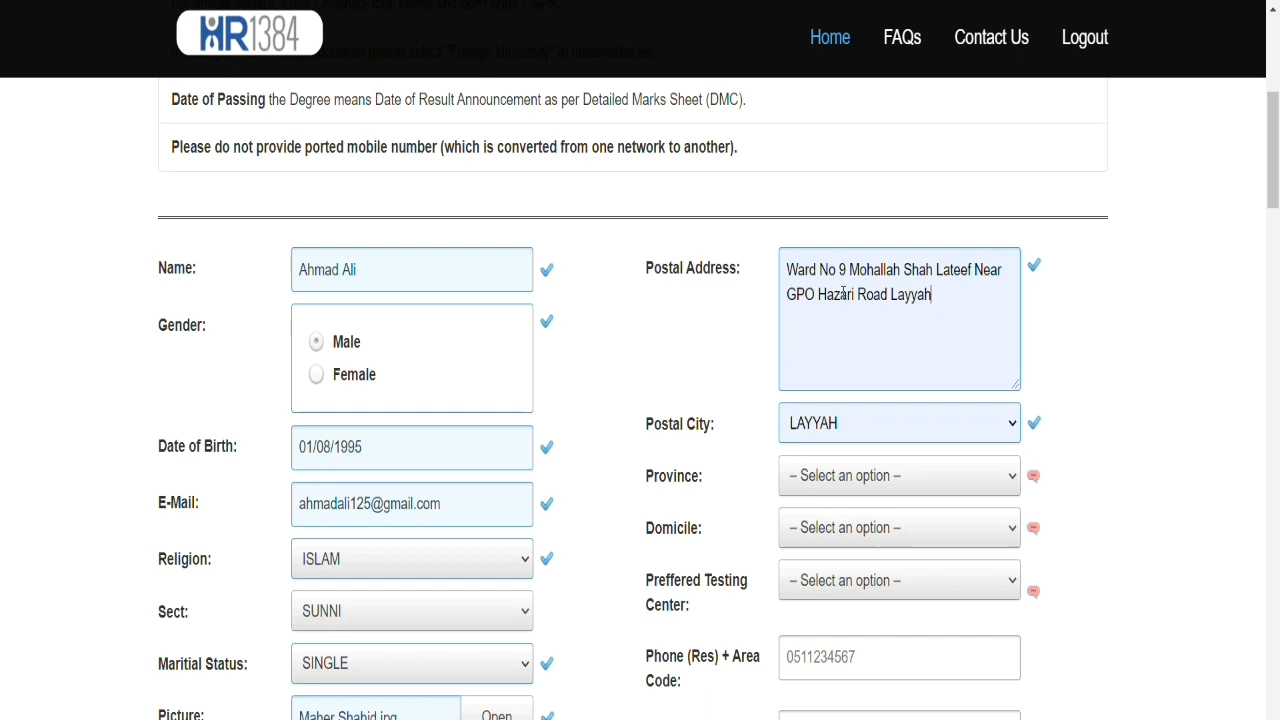 HR1384
Home
FAQs
Contact Us
Logout
Date of Passing the Degree means Date of Result Announcement as per Detailed Marks Sheet (DMC).
Please do not provide ported mobile number (which is converted from one network to another).
Name:
Ahmad Ali
Gender:
Male
Female
Date of Birth:
01/08/1995
E-Mail:
ahmadali125@gmail.com
Religion:
ISLAM
Sect:
SUNNI
Maritial Status:
SINGLE
Picture:
Maher Shahid.jpg
Open
Postal Address:
Ward No 9 Mohallah Shah Lateef Near
GPO Hazari Road Layyah
Postal City:
LAYYAH
Province:
– Select an option –
Domicile:
– Select an option –
Preffered Testing
Center:
– Select an option –
Phone (Res) + Area
Code:
0511234567